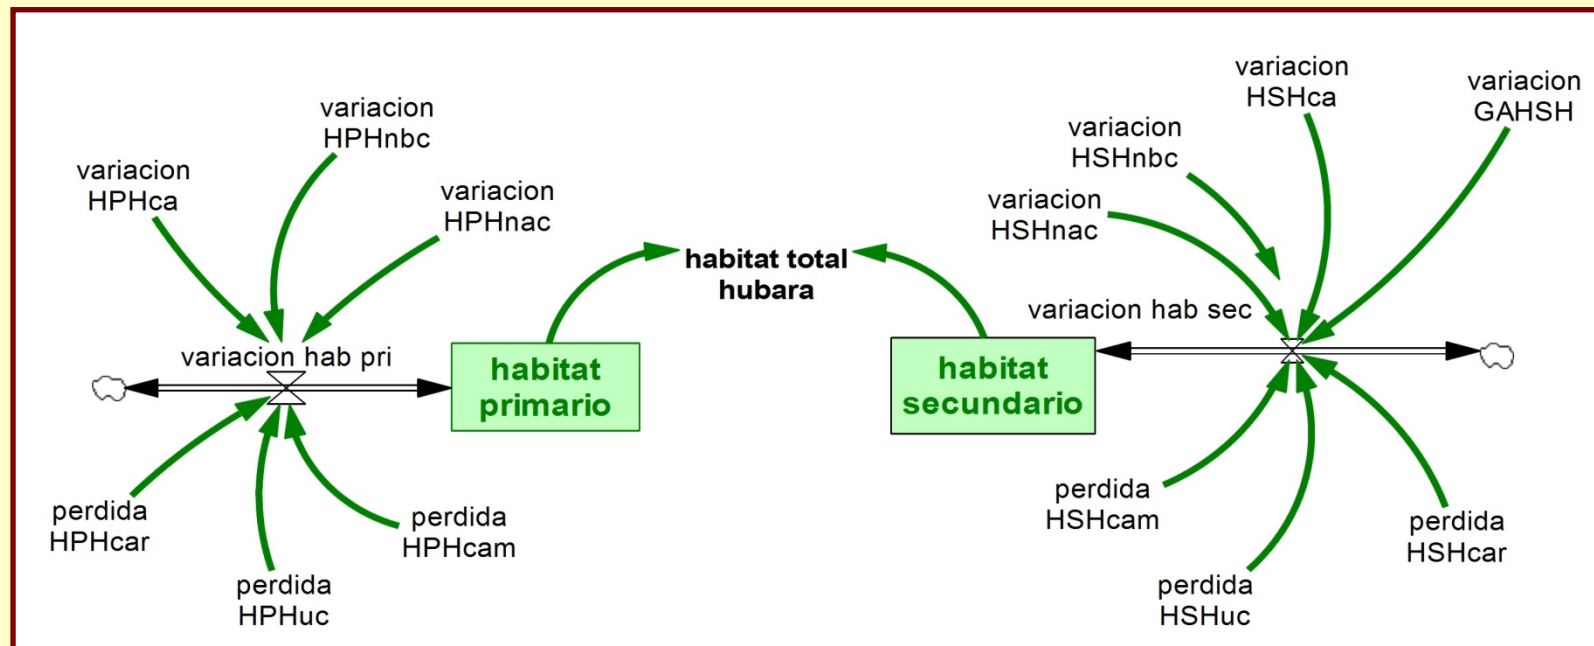 variacion
HPHca
variacion
HPHnbc
variacion
HPHnac
variacion hab pri
habitat
primario
perdida
HPHcar
perdida
HPHuc
perdida
HPHcam
habitat total
hubara
variacion
HSHnac
variacion
HSHnbc
variacion
HSHca
variacion
GAHSH
variacion hab sec
habitat
secundario
perdida
HSHcam
perdida
HSHuc
perdida
HSHcar